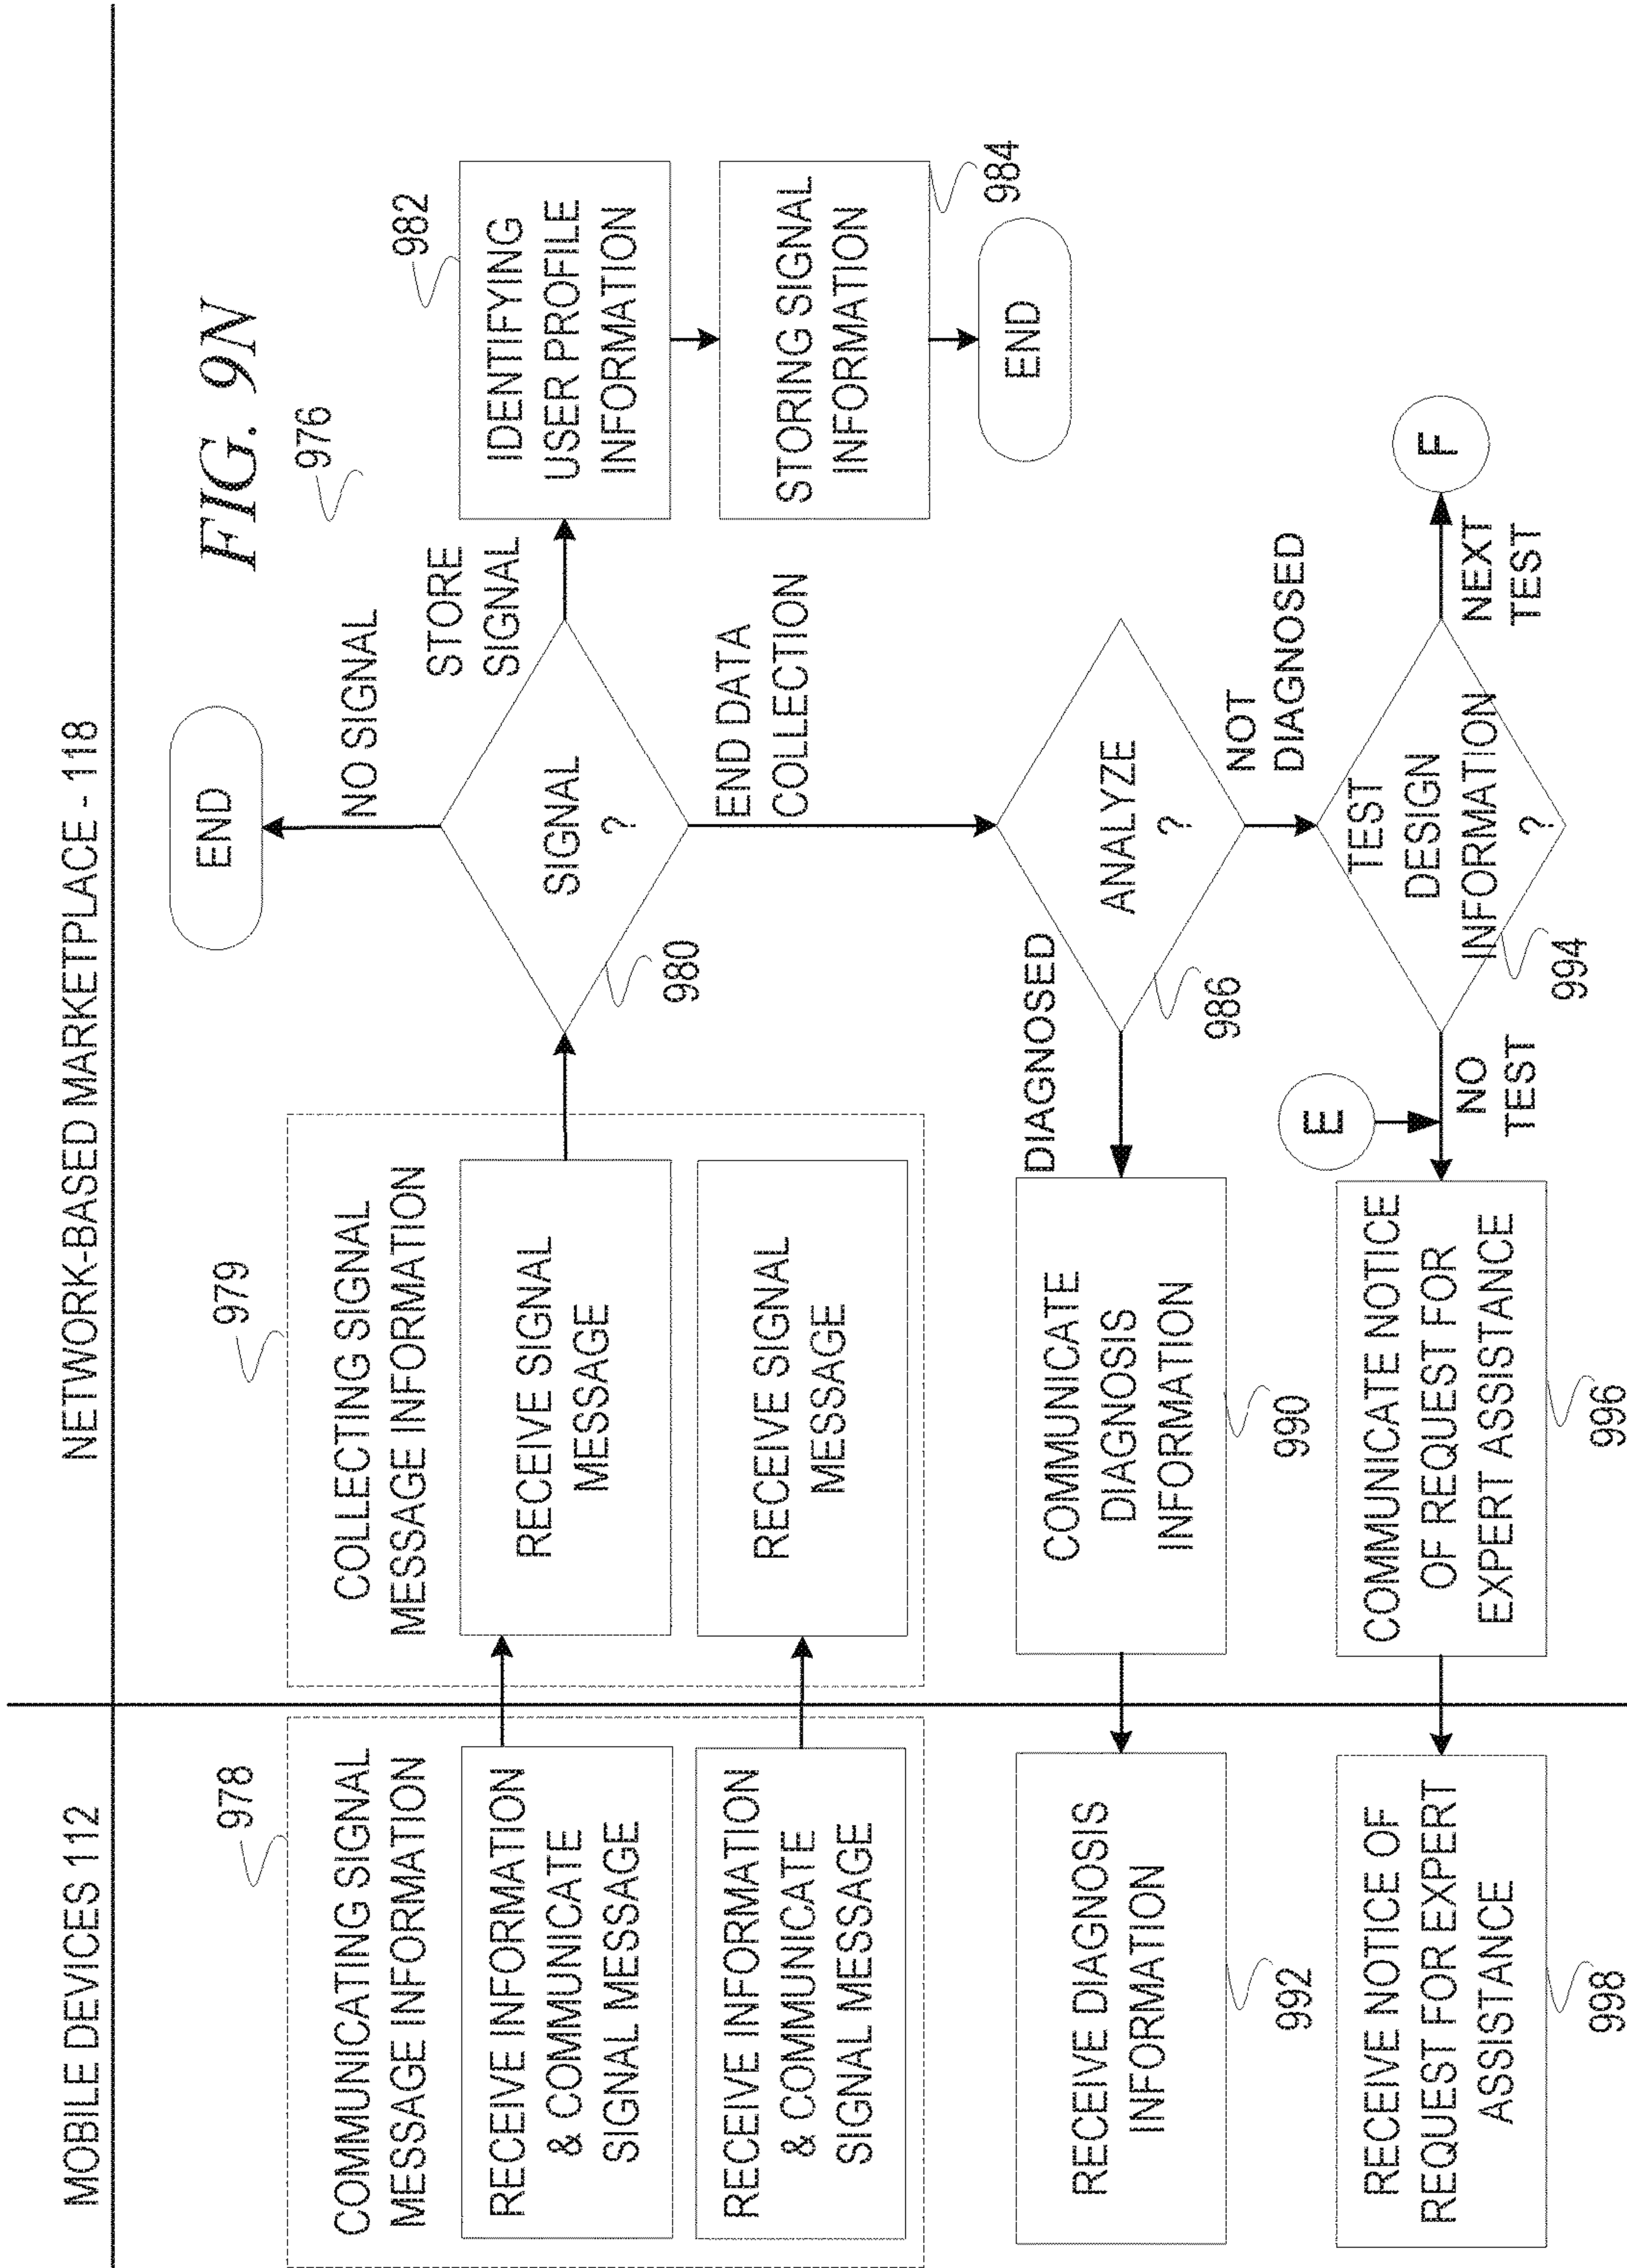 MOBILE DEVICES 112
NETWORK-BASED MARKETPLACE - 118
FIG. 9N
976
978
COMMUNICATING SIGNAL
MESSAGE INFORMATION
RECEIVE INFORMATION
& COMMUNICATE
SIGNAL MESSAGE
RECEIVE INFORMATION
& COMMUNICATE
SIGNAL MESSAGE
979
COLLECTING SIGNAL
MESSAGE INFORMATION
RECEIVE SIGNAL
MESSAGE
RECEIVE SIGNAL
MESSAGE
END
NO SIGNAL
SIGNAL
?
980
STORE
SIGNAL
982
IDENTIFYING
USER PROFILE
INFORMATION
STORING SIGNAL
INFORMATION
984
END
END DATA
COLLECTION
ANALYZE
?
986
DIAGNOSED
COMMUNICATE
DIAGNOSIS
INFORMATION
990
RECEIVE DIAGNOSIS
INFORMATION
992
NOT
DIAGNOSED
TEST
DESIGN
INFORMATION
?
994
NEXT
TEST
F
E
NO
TEST
COMMUNICATE NOTICE
OF REQUEST FOR
EXPERT ASSISTANCE
996
RECEIVE NOTICE OF
REQUEST FOR EXPERT
ASSISTANCE
998